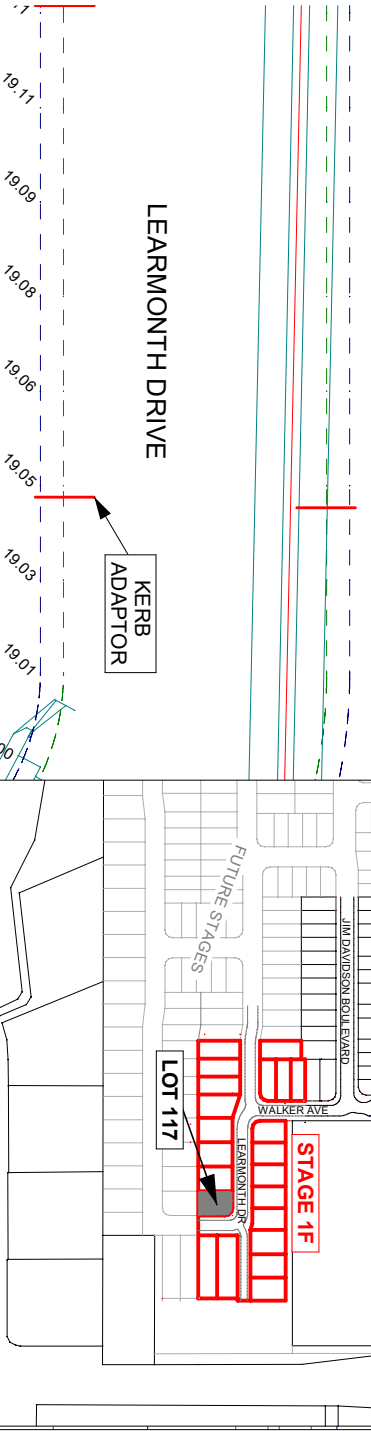 19.11
19.09
19.08
19.06
19.05
19.03
19.01
LEARMONTH DRIVE
KERB
ADAPTOR
FUTURE STAGES
JIM DAVIDSON BOULEVARD
WALKER AVE
LOT 117
LEARMONTH DR
STAGE 1F